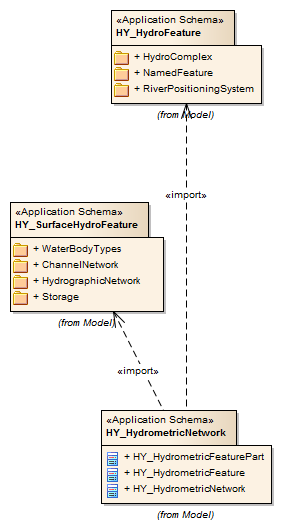 «Application Schema»
HY_HydroFeature
+ HydroComplex
+ NamedFeature
+ RiverPositioningSystem
(from Model)
«import»
«Application Schema»
HY_SurfaceHydroFeature
+ WaterBodyTypes
+ ChannelNetwork
+ HydrographicNetwork
+ Storage
(from Model)
«import»
«Application Schema»
HY_HydrometricNetwork
+ HY_HydrometricFeaturePart
+ HY_HydrometricFeature
+ HY_HydrometricNetwork
(from Model)